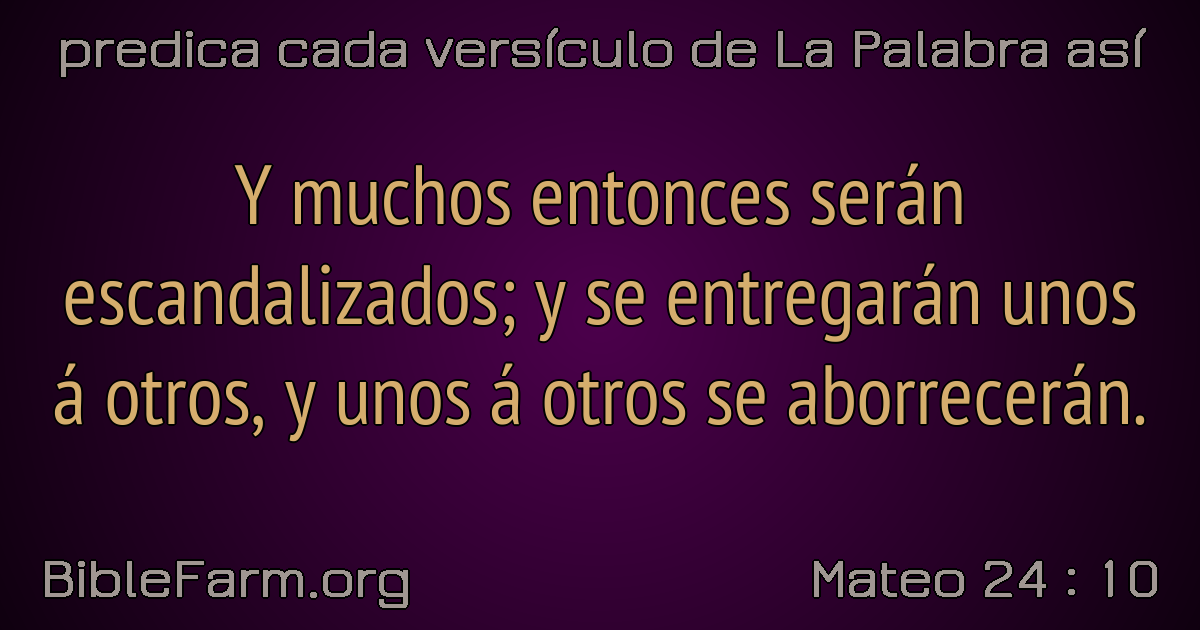 predica cada versículo de La Palabra así
Y muchos entonces serán
escandalizados; y se entregarán unos
á otros, y unos á otros se aborrecerán.
BibleFarm.org
Mateo 24 : 10